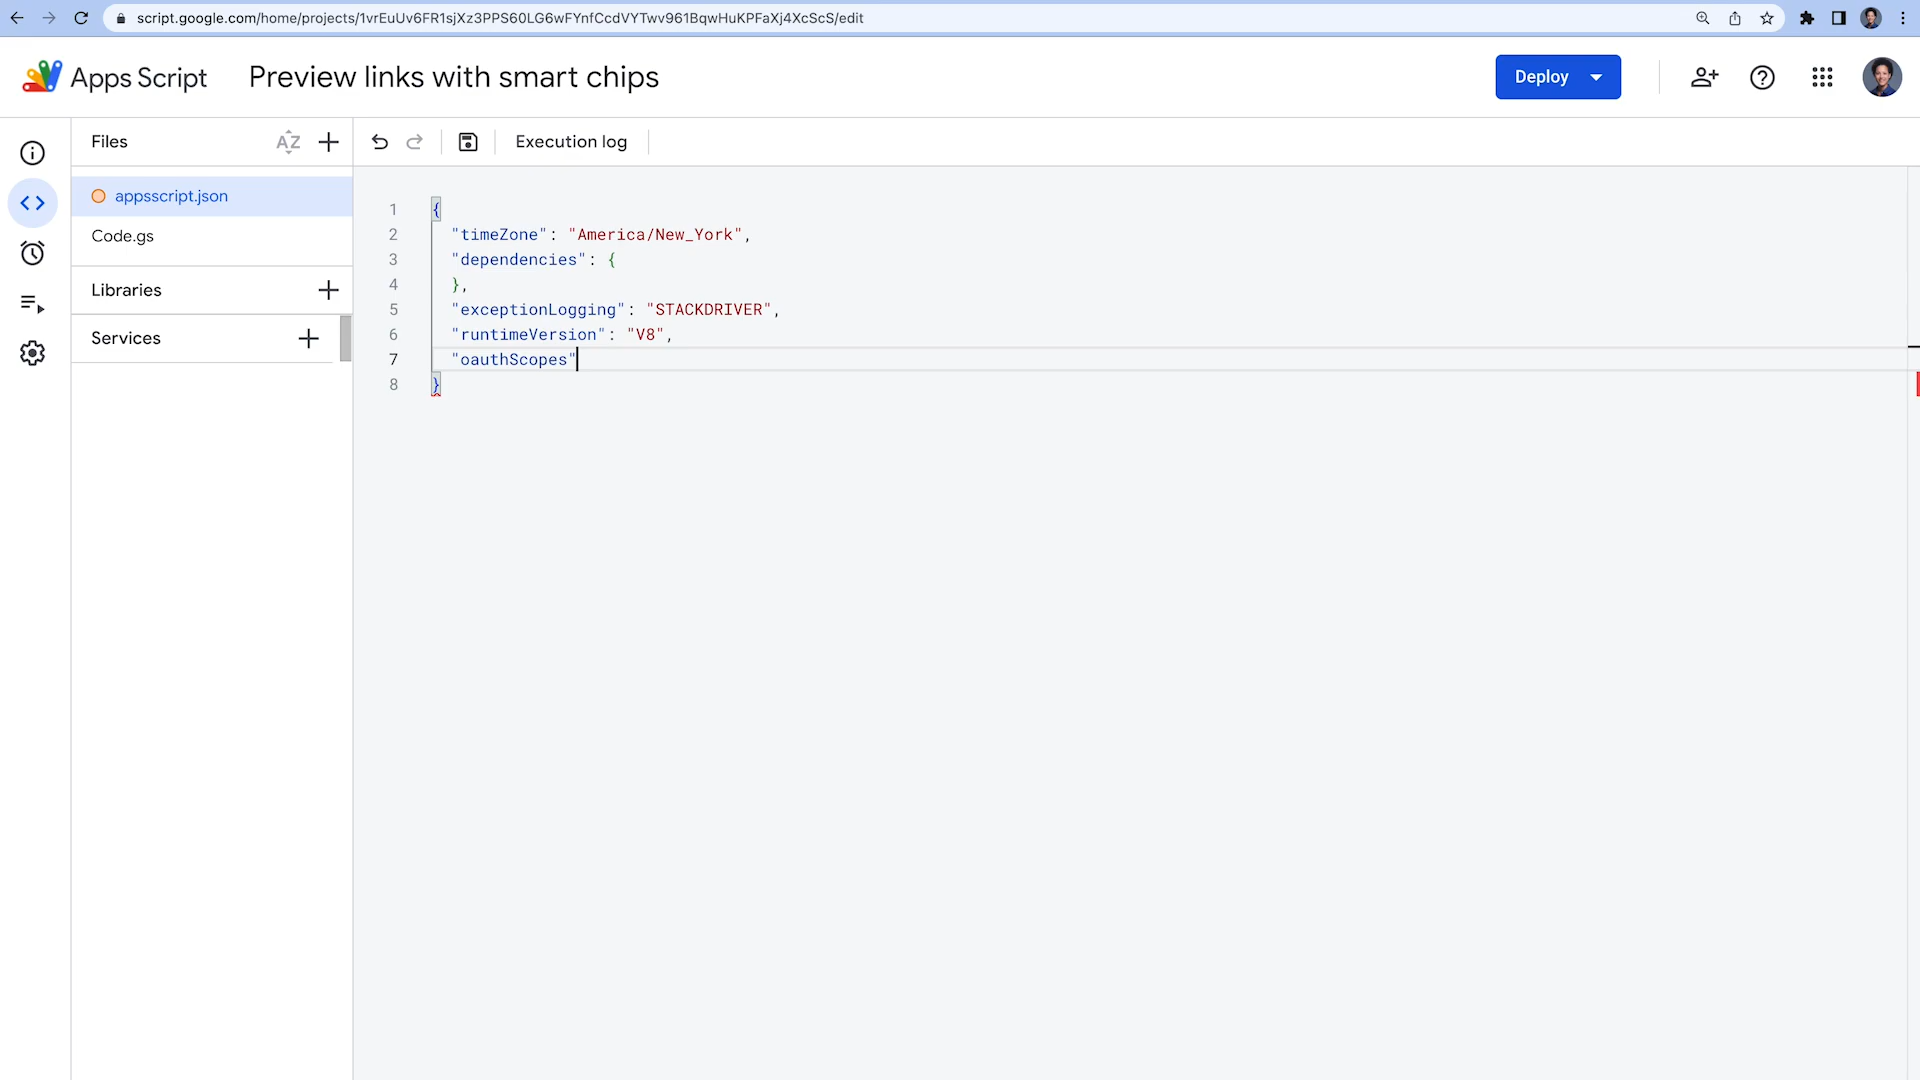 script.google.com/home/projects/1vrEuUv6FR1sjXz3PPS60LG6wFYnfCcdVYTwv961BqwHuKPFaXj4XcScS/edit
Apps Script Preview links with smart chips Deploy
Files AZ Execution log
appsscript.json
Code.gs
Libraries
Services
1 {
2 "timeZone": "America/New_York",
3 "dependencies": {
4 },
5 "exceptionLogging": "STACKDRIVER",
6 "runtimeVersion": "V8",
7 "oauthScopes"
8 }